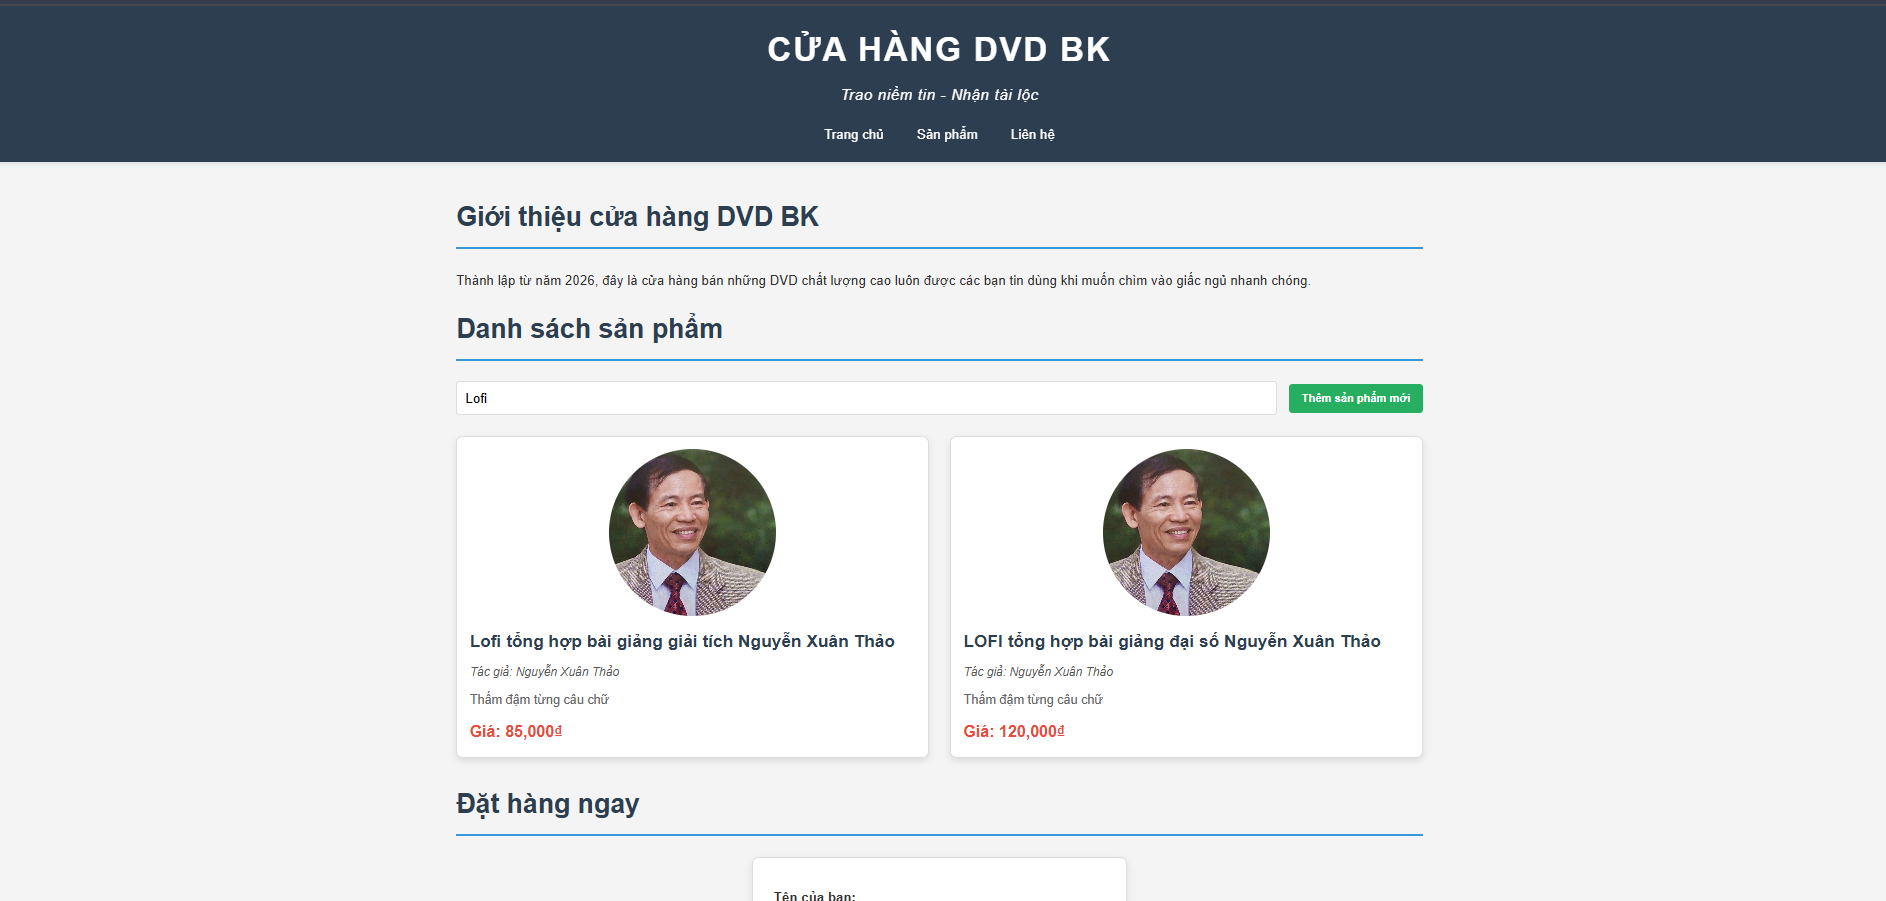 CỬA HÀNG DVD BK
Trao niềm tin - Nhận tài lộc
Trang chủ Sản phẩm Liên hệ
Giới thiệu cửa hàng DVD BK
Thành lập từ năm 2026, đây là cửa hàng bán những DVD chất lượng cao luôn được các bạn tin dùng khi muốn chìm vào giấc ngủ nhanh chóng.
Danh sách sản phẩm
Lofi
Thêm sản phẩm mới
Lofi tổng hợp bài giảng giải tích Nguyễn Xuân Thảo
Tác giả: Nguyễn Xuân Thảo
Thấm đậm từng câu chữ
Giá: 85,000₫
LOFI tổng hợp bài giảng đại số Nguyễn Xuân Thảo
Tác giả: Nguyễn Xuân Thảo
Thấm đậm từng câu chữ
Giá: 120,000₫
Đặt hàng ngay
Tên của bạn: